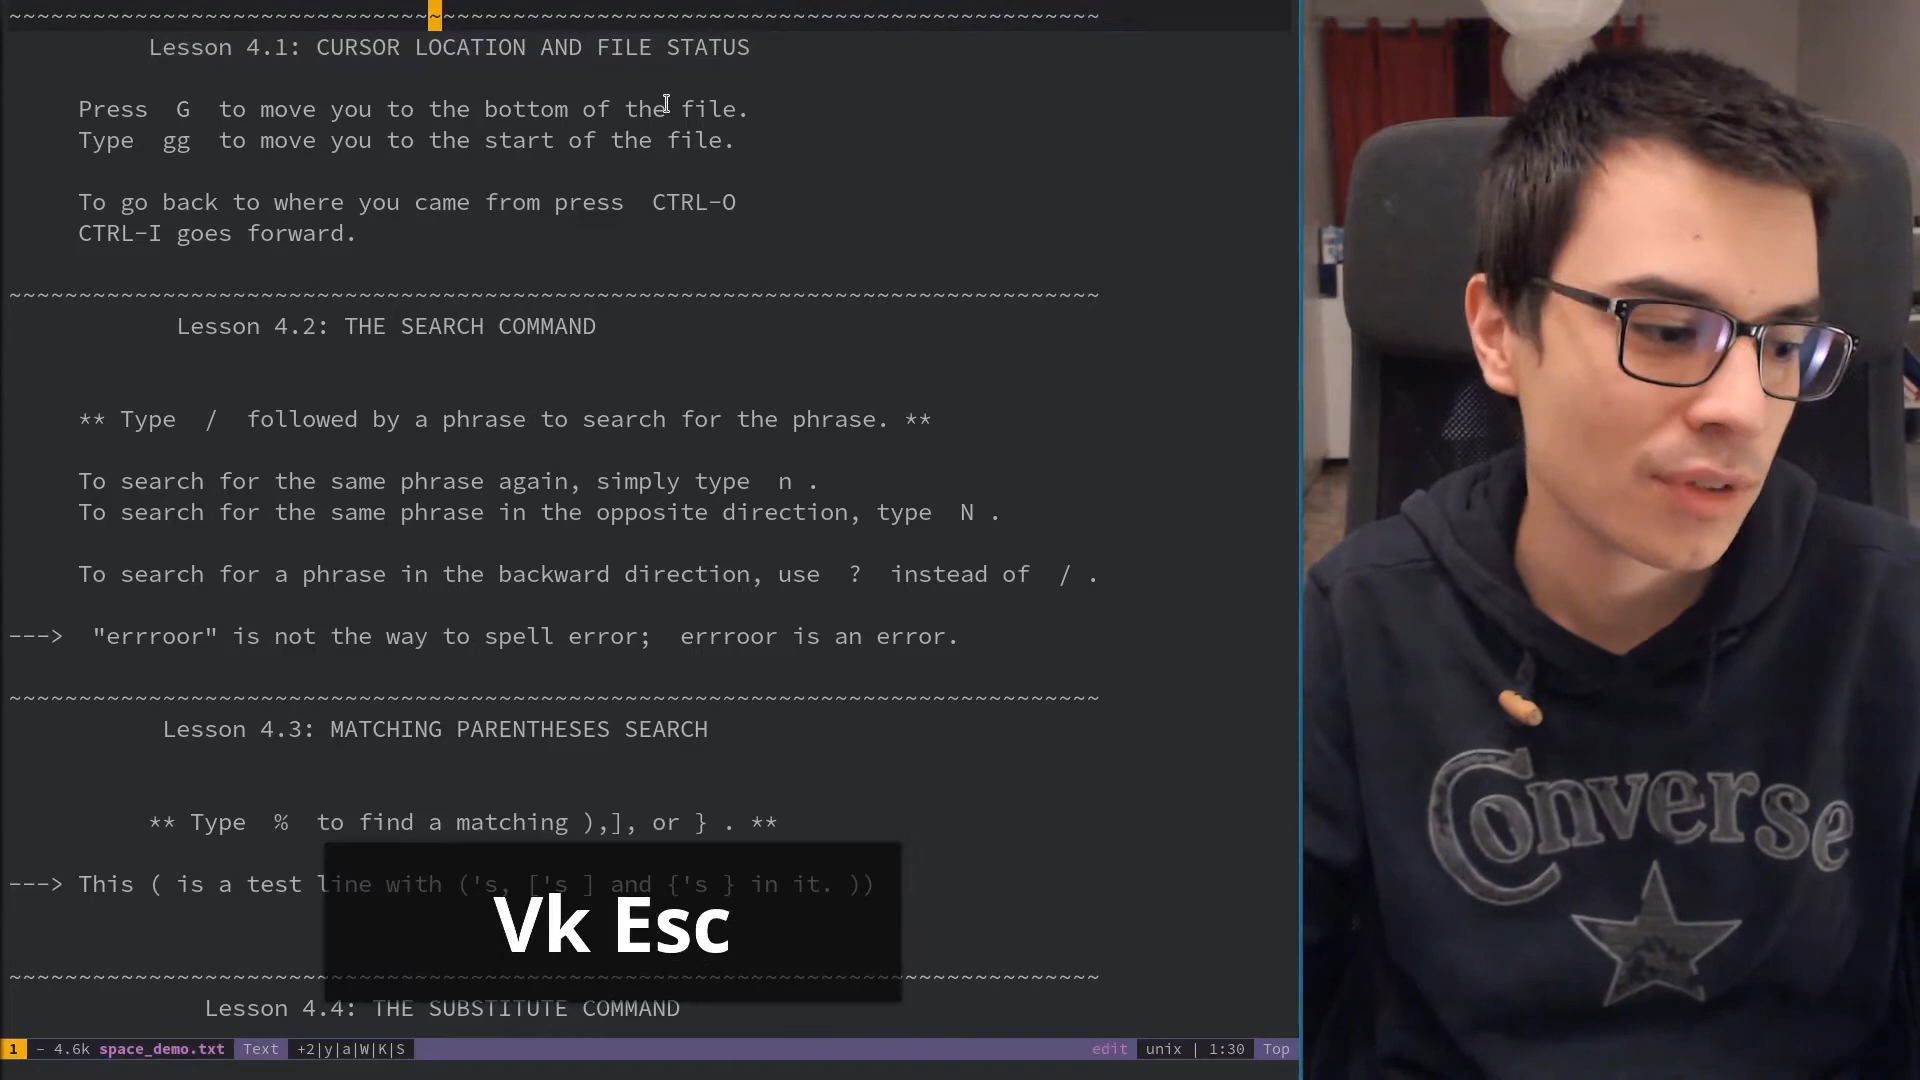 ~~~~~~~~~~~~~~~~~~~~~~~~~~~~~~~~~~~~~~~~~~~~~~~~~~~~~~~~~~~~~~~~~~~~~~~~~~~~~~
Lesson 4.1: CURSOR LOCATION AND FILE STATUS
Press G to move you to the bottom of the file.
Type gg to move you to the start of the file.
To go back to where you came from press CTRL-O
CTRL-I goes forward.
~~~~~~~~~~~~~~~~~~~~~~~~~~~~~~~~~~~~~~~~~~~~~~~~~~~~~~~~~~~~~~~~~~~~~~~~~~~~~~
Lesson 4.2: THE SEARCH COMMAND
** Type / followed by a phrase to search for the phrase. **
To search for the same phrase again, simply type n .
To search for the same phrase in the opposite direction, type N .
To search for a phrase in the backward direction, use ? instead of / .
---> "errroor" is not the way to spell error; errroor is an error.
~~~~~~~~~~~~~~~~~~~~~~~~~~~~~~~~~~~~~~~~~~~~~~~~~~~~~~~~~~~~~~~~~~~~~~~~~~~~~~
Lesson 4.3: MATCHING PARENTHESES SEARCH
** Type % to find a matching ),], or } . **
---> This ( is a test line with ('s, ['s ] and {'s } in it. ))
Vk Esc
~~~~~~~~~~~~~~~~~~~~~~~~~~~~~~~~~~~~~~~~~~~~~~~~~~~~~~~~~~~~~~~~~~~~~~~~~~~~~~
Lesson 4.4: THE SUBSTITUTE COMMAND
1 - 4.6k space_demo.txt Text +2|y|a|W|K|S edit unix | 1:30 Top
Converse